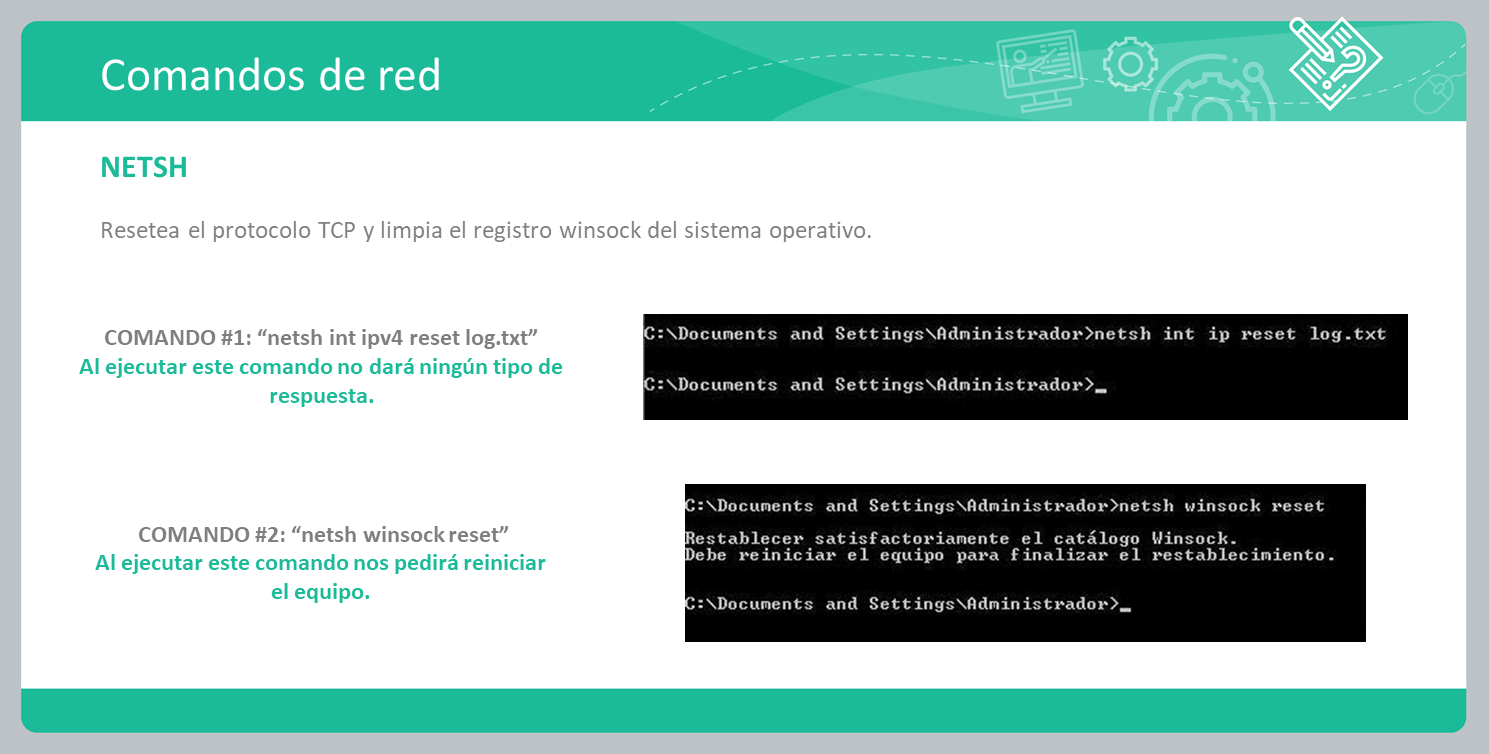 Comandos de red
NETSH
Resetea el protocolo TCP y limpia el registro winsock del sistema operativo.
COMANDO #1: “netsh int ipv4 reset log.txt”
Al ejecutar este comando no dará ningún tipo de
respuesta.
C:\Documents and Settings\Administrador>netsh int ip reset log.txt
C:\Documents and Settings\Administrador>_
COMANDO #2: “netsh winsock reset”
Al ejecutar este comando nos pedirá reiniciar
el equipo.
C:\Documents and Settings\Administrador>netsh winsock reset
Restablecer satisfactoriamente el catálogo Winsock.
Debe reiniciar el equipo para finalizar el restablecimiento.
C:\Documents and Settings\Administrador>_